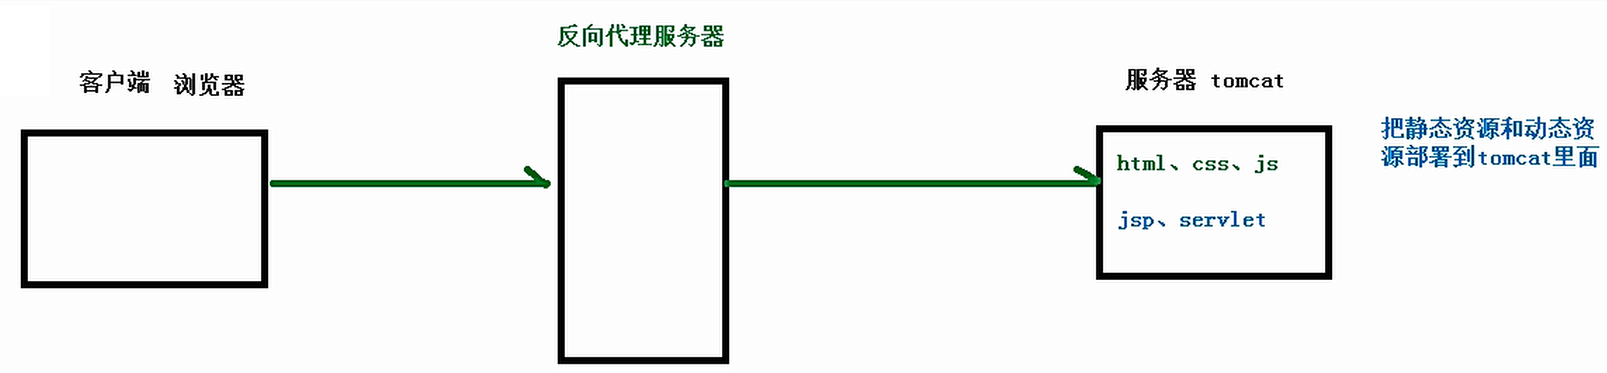 反向代理服务器
客户端 浏览器
服务器 tomcat
把静态资源和动态资
源部署到tomcat里面
html、css、js
jsp、servlet